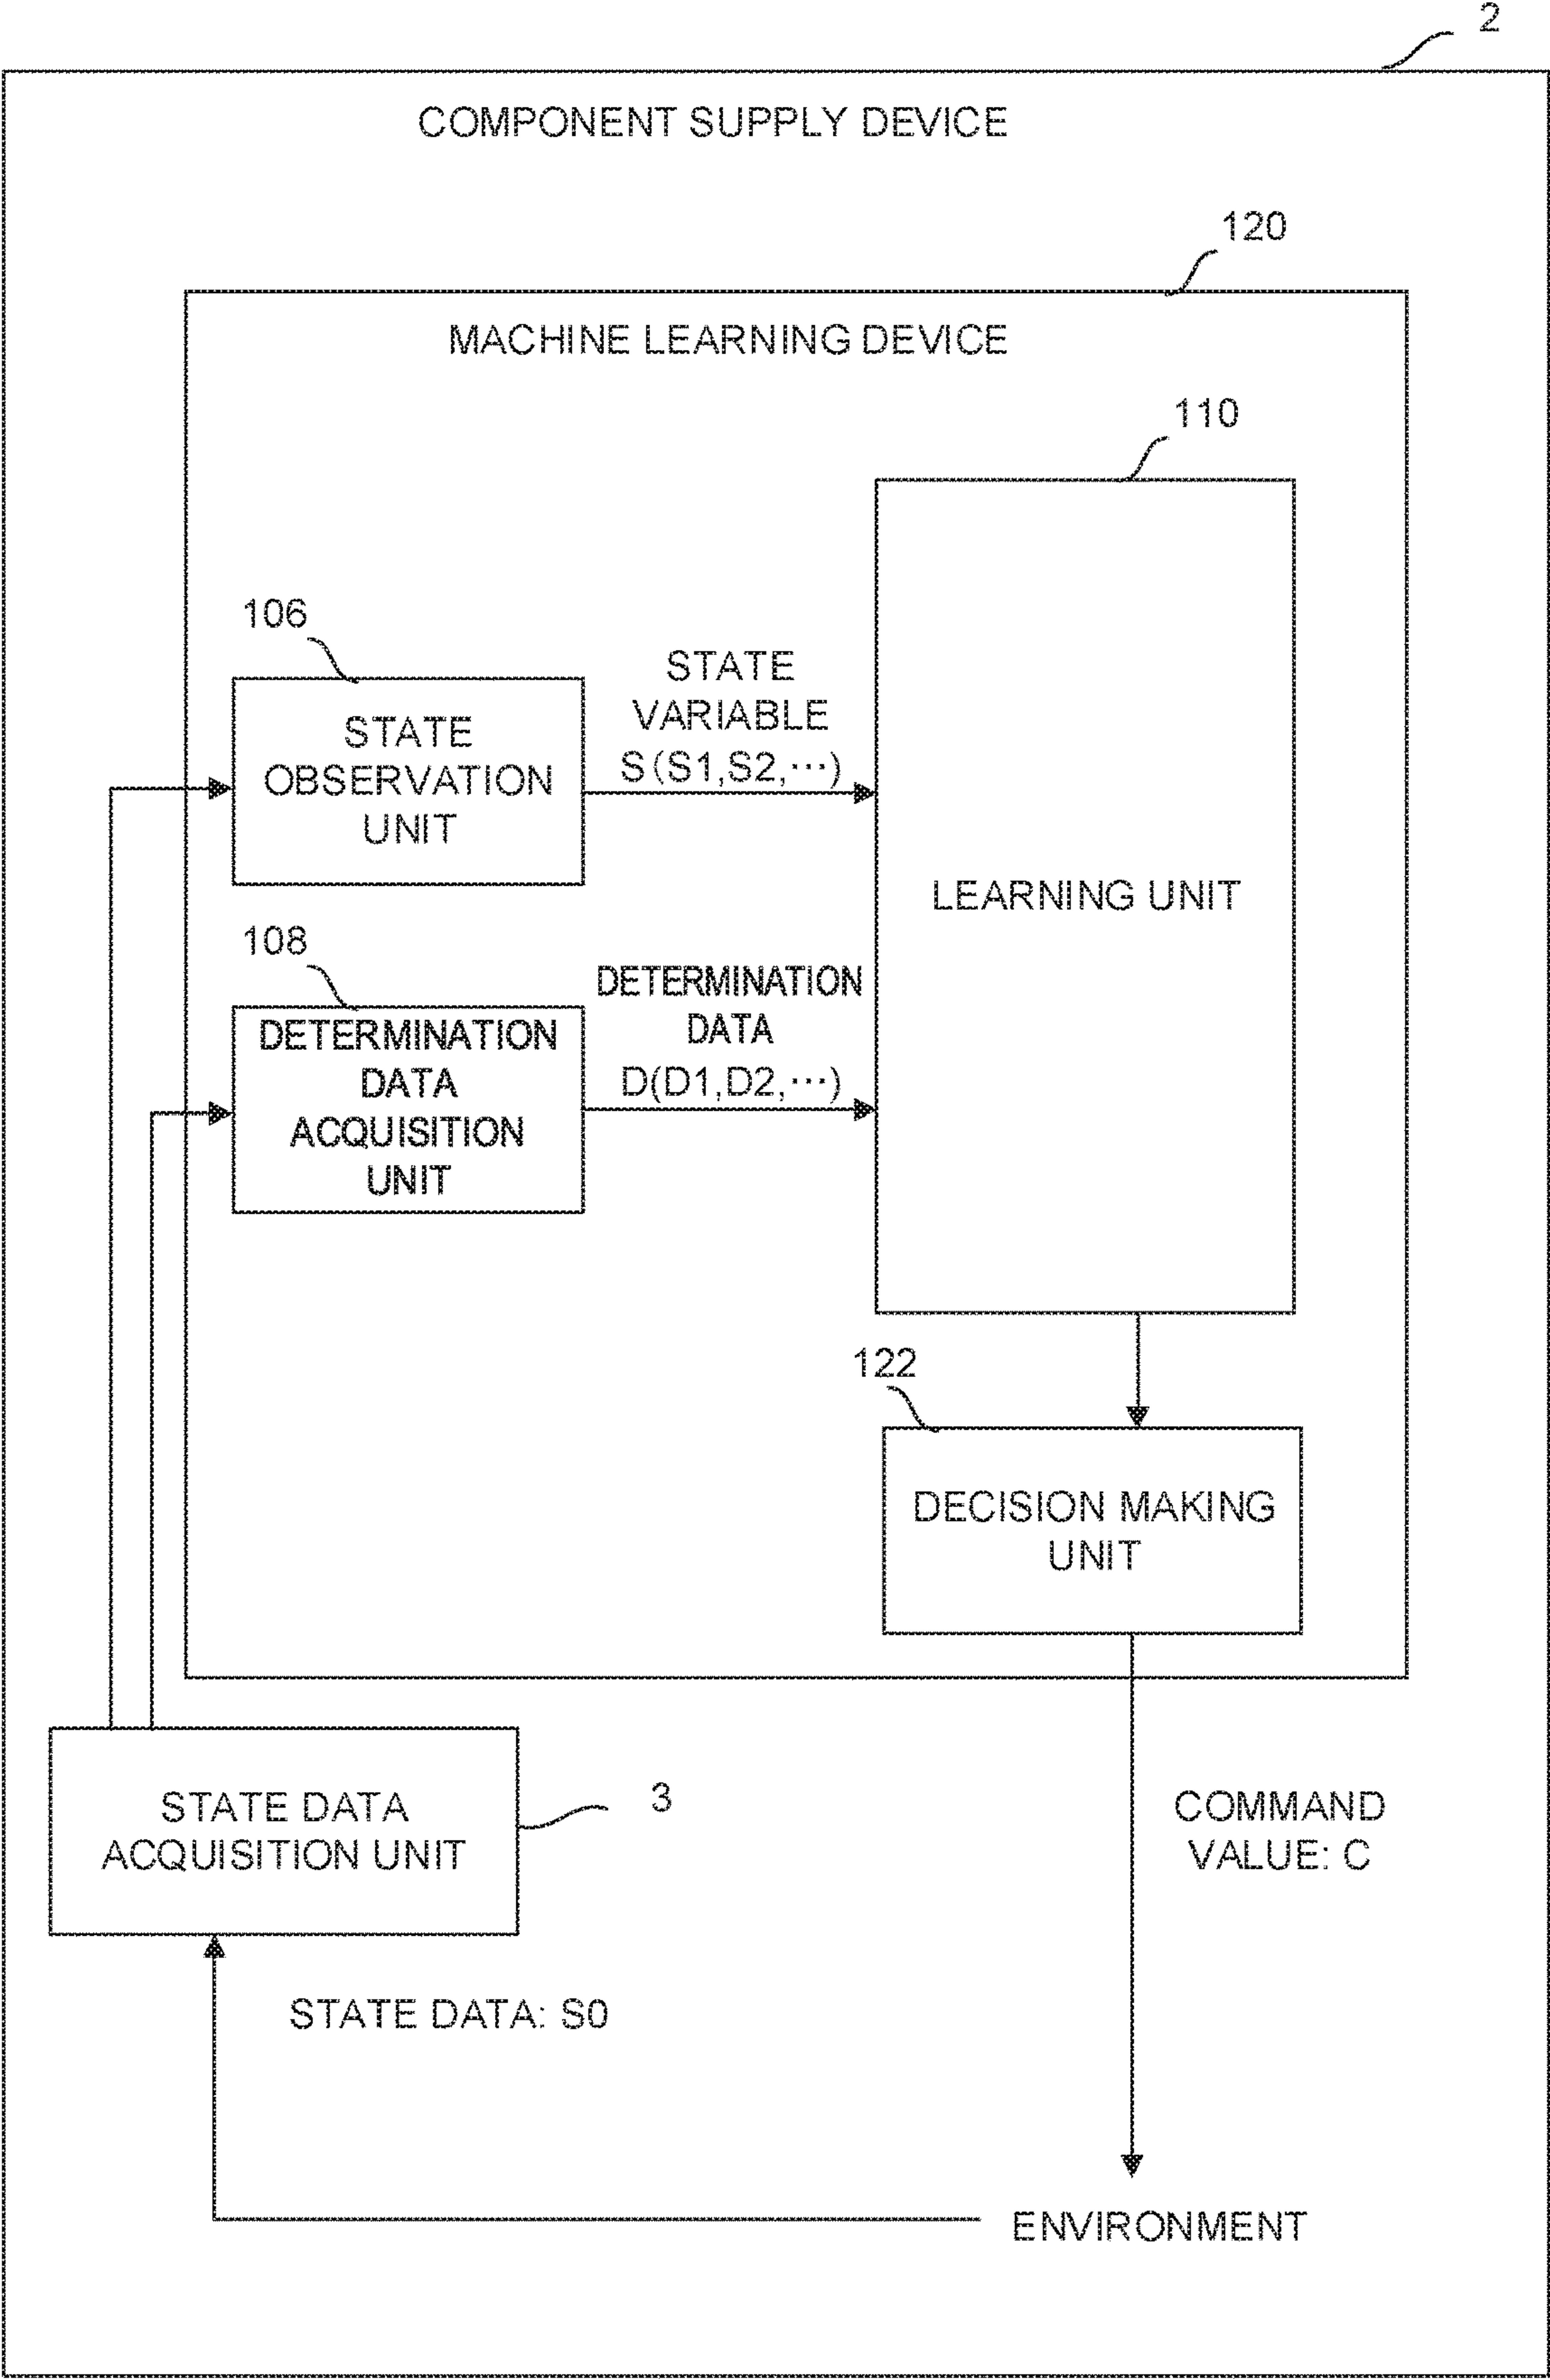 2
COMPONENT SUPPLY DEVICE
120
MACHINE LEARNING DEVICE
110
106
STATE
OBSERVATION
UNIT
STATE
VARIABLE
S(S1,S2,⋯)
LEARNING UNIT
108
DETERMINATION
DATA
ACQUISITION
UNIT
DETERMINATION
DATA
D(D1,D2,⋯)
122
DECISION MAKING
UNIT
STATE DATA
ACQUISITION UNIT
3
COMMAND
VALUE: C
STATE DATA: S0
ENVIRONMENT